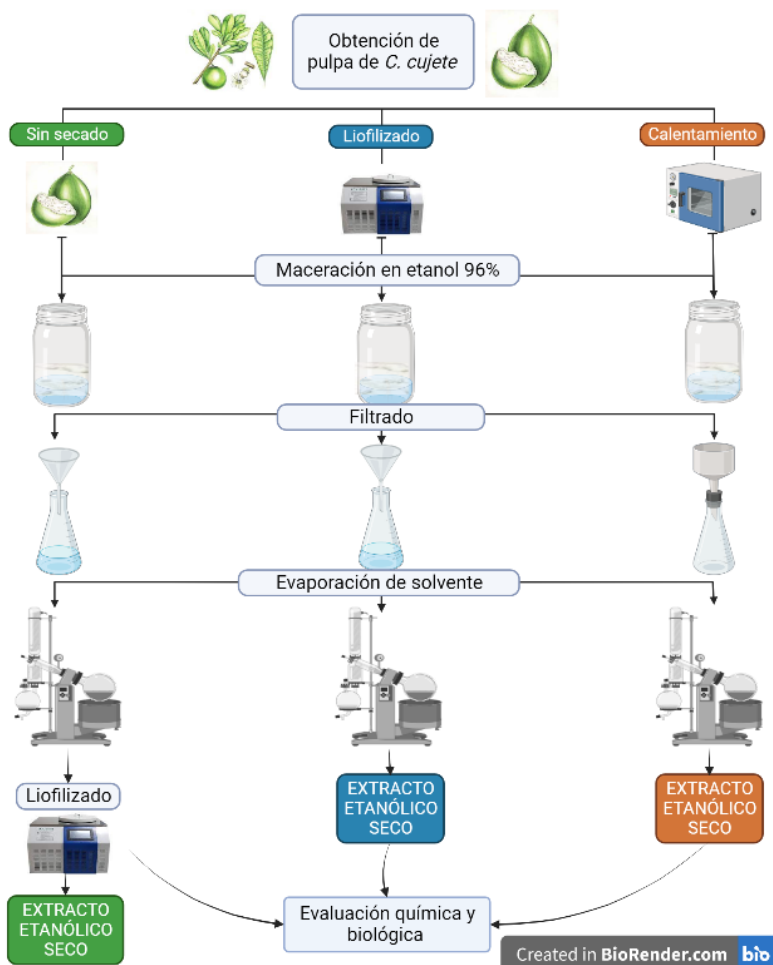 Obtención de
pulpa de C. cujete
Sin secado
Liofilizado
Calentamiento
Maceración en etanol 96%
Filtrado
Evaporación de solvente
Liofilizado
EXTRACTO
ETANÓLICO
SECO
EXTRACTO
ETANÓLICO
SECO
EXTRACTO
ETANÓLICO
SECO
Evaluación química y
biológica
Created in BioRender.com bio